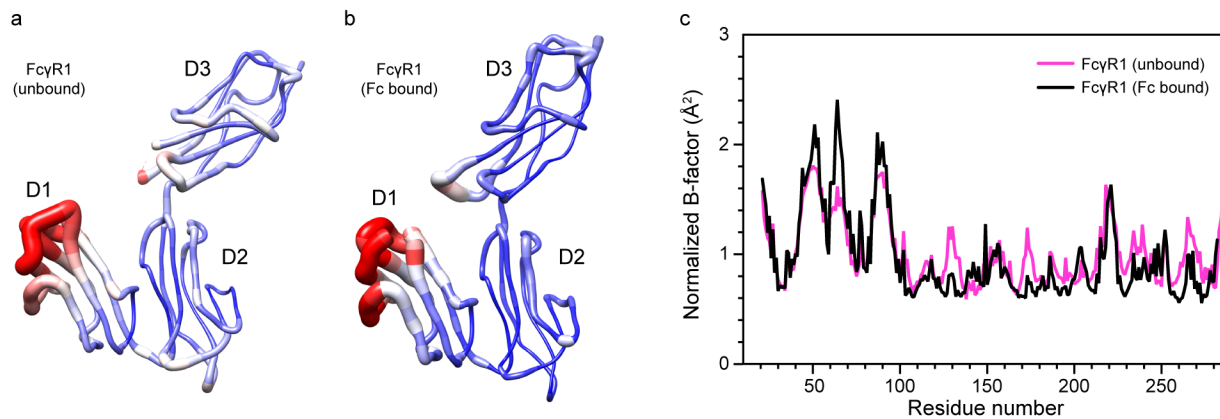 a
FcγR1
(unbound)
D3
D1
D2
b
FcγR1
(Fc bound)
D3
D1
D2
c
Normalized B-factor (Å²)
3
2
1
0
FcγR1 (unbound)
FcγR1 (Fc bound)
50 100 150 200 250
Residue number